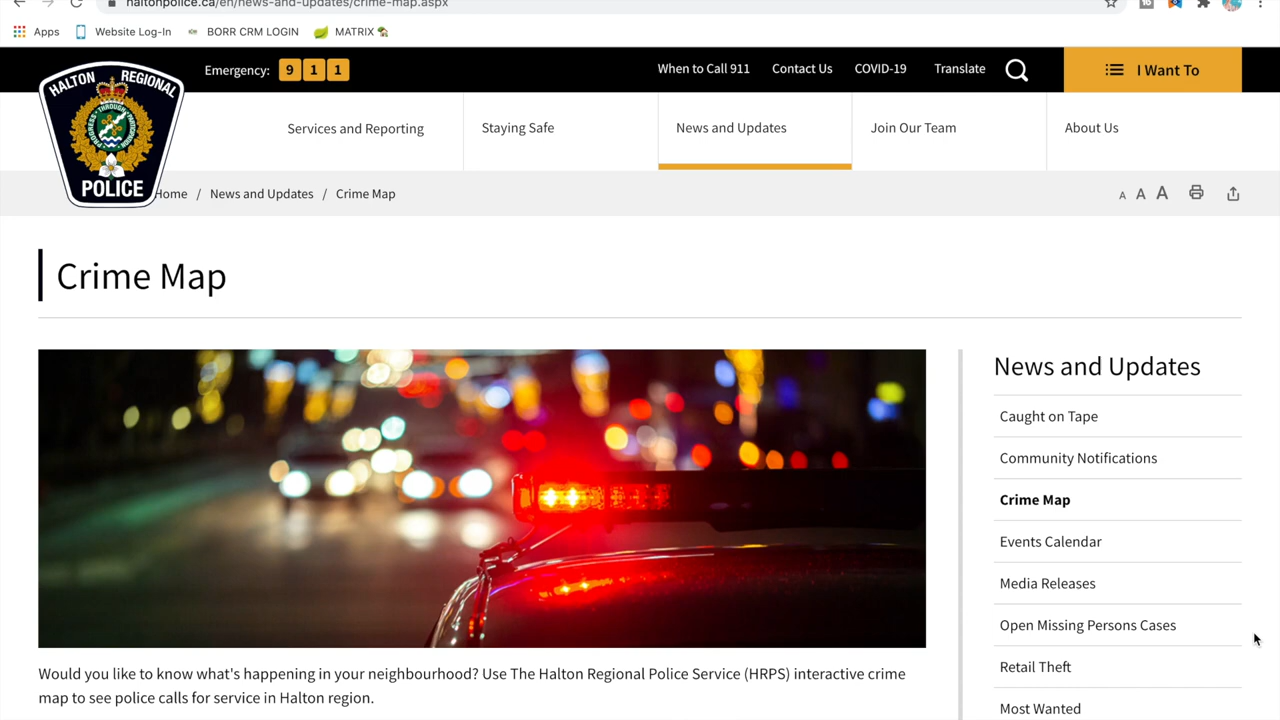 haltonpolice.ca/en/news-and-updates/crime-map.aspx
Apps Website Log-In BORR CRM LOGIN MATRIX
HALTON REGIONAL
PROGRESS THROUGH PARTICIPATION
POLICE
Emergency: 9 1 1
When to Call 911 Contact Us COVID-19 Translate I Want To
Services and Reporting Staying Safe News and Updates Join Our Team About Us
Home / News and Updates / Crime Map
A A A
Crime Map
News and Updates
Caught on Tape
Community Notifications
Crime Map
Events Calendar
Media Releases
Open Missing Persons Cases
Retail Theft
Most Wanted
Would you like to know what's happening in your neighbourhood? Use The Halton Regional Police Service (HRPS) interactive crime
map to see police calls for service in Halton region.